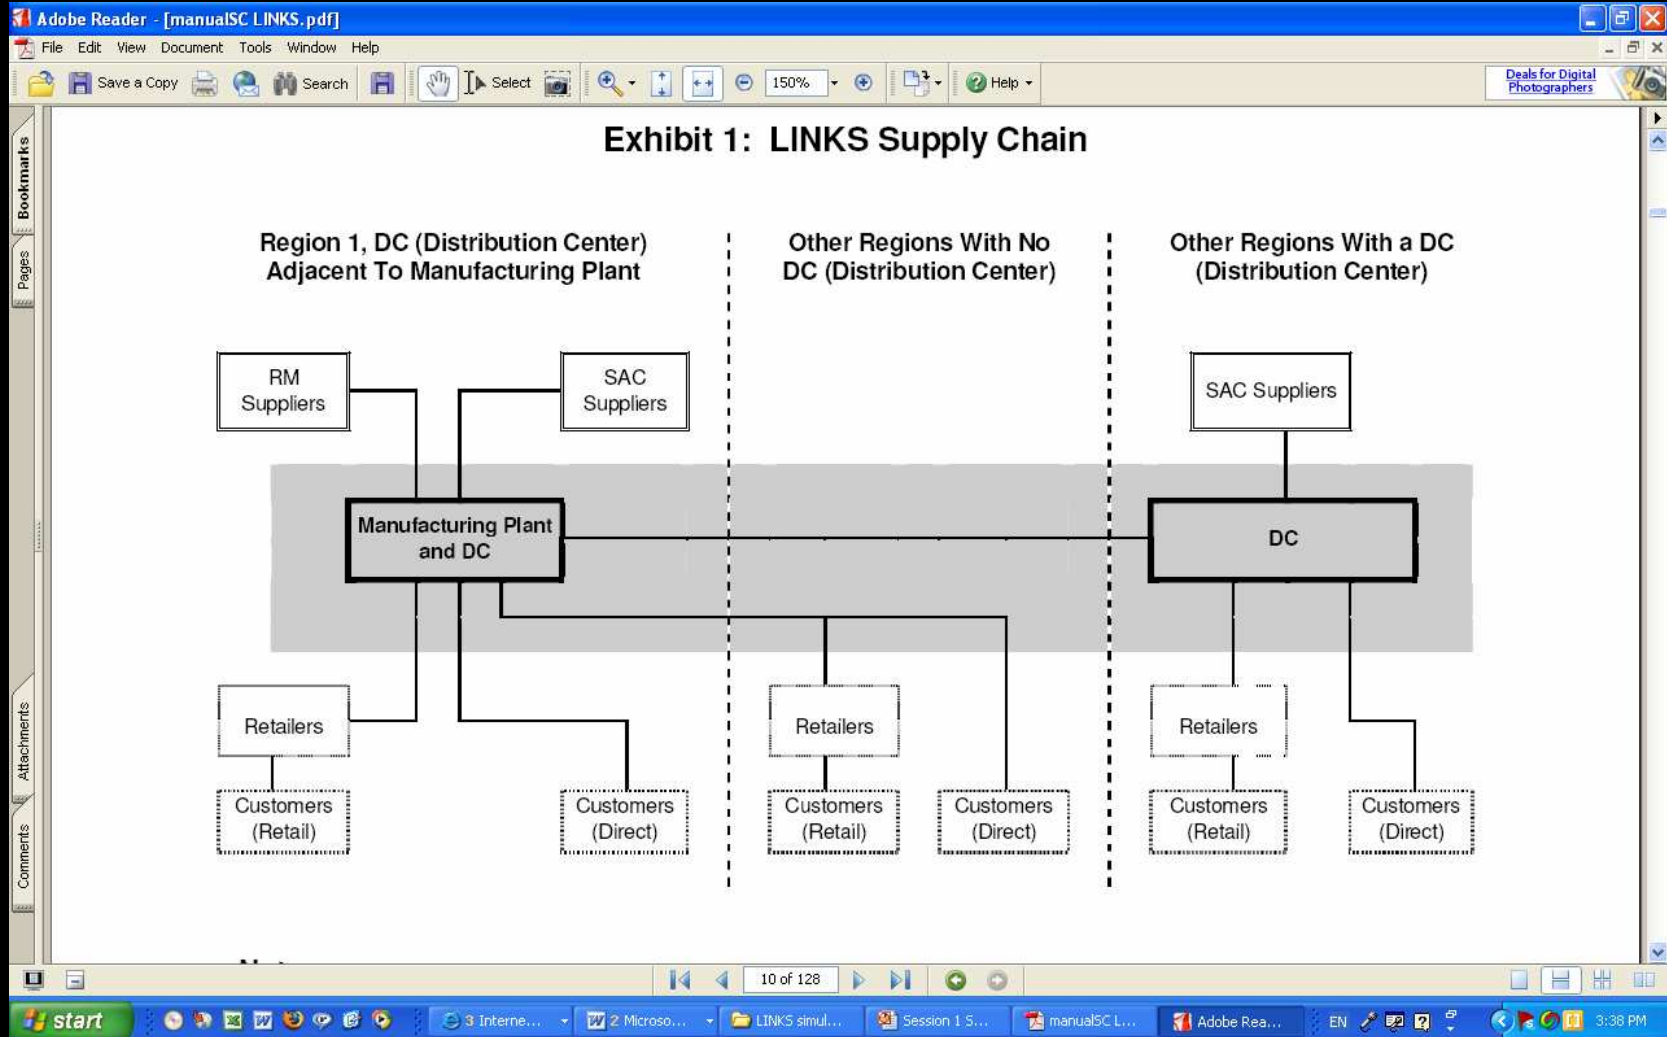 Adobe Reader - [manualSC LINKS.pdf]
File Edit View Document Tools Window Help
Save a Copy Search Select 150% Help
Deals for Digital
Photographers
Bookmarks
Pages
Attachments
Comments
Exhibit 1: LINKS Supply Chain
Region 1, DC (Distribution Center)
Adjacent To Manufacturing Plant
Other Regions With No
DC (Distribution Center)
Other Regions With a DC
(Distribution Center)
RM
Suppliers
SAC
Suppliers
SAC Suppliers
Manufacturing Plant
and DC
DC
Retailers
Retailers
Retailers
Customers
(Retail)
Customers
(Direct)
Customers
(Retail)
Customers
(Direct)
Customers
(Retail)
Customers
(Direct)
10 of 128
start 3 Interne... 2 Microso... LINKS simul... Session 1 S... manualSC L... Adobe Rea... EN 3:38 PM